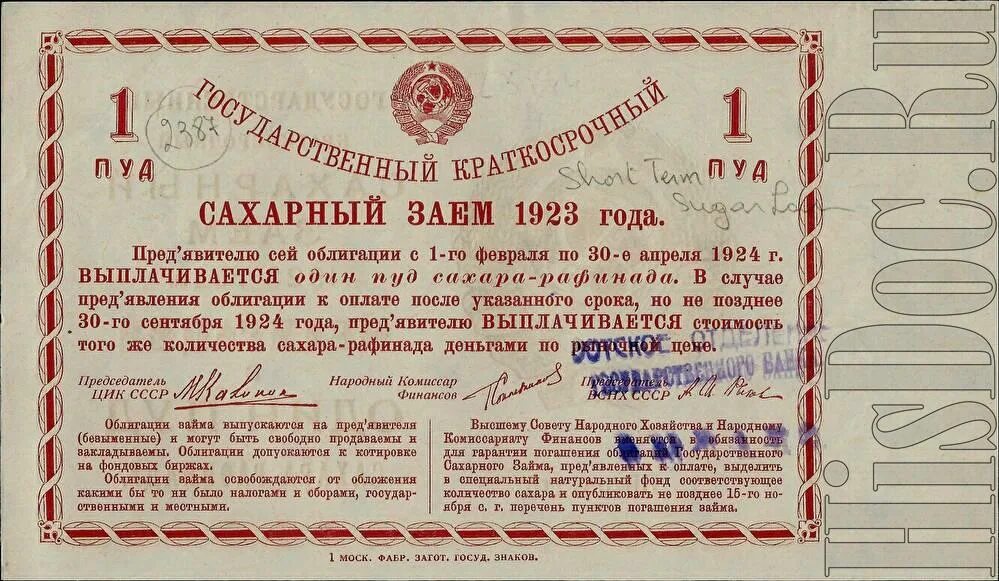 1 ПУД
1 ПУД
2387
ГОСУДАРСТВЕННЫЙ КРАТКОСРОЧНЫЙ
Short Term
Sugar Loan
САХАРНЫЙ ЗАЕМ 1923 года.
Пред'явителю сей облигации с 1-го февраля по 30-е апреля 1924 г.
ВЫПЛАЧИВАЕТСЯ один пуд сахара-рафинада. В случае
пред'явления облигации к оплате после указанного срока, но не позднее
30-го сентября 1924 года, пред'явителю ВЫПЛАЧИВАЕТСЯ стоимость
того же количества сахара-рафинада деньгами по рыночной цене.
ОТДЕЛЕНИЕ
ГОСУДАРСТВЕННОГО БАНКА
Председатель
ЦИК СССР М Калинин
Народный Комиссар
Финансов
Председатель
ВСНХ СССР
Облигации займа выпускаются на пред'явителя
(безыменные) и могут быть свободно продаваемы и
закладываемы. Облигации допускаются к котировке
на фондовых биржах.
Облигации займа освобождаются от обложения
какими бы то ни было налогами и сборами, государ-
ственными и местными.
Высшему Совету Народного Хозяйства и Народному
Комиссариату Финансов вменяется в обязанность
для гарантии погашения облигаций Государственного
Сахарного Займа, пред'явленных к оплате, выделить
в специальный натуральный фонд соответствующее
количество сахара и опубликовать не позднее 15-го но-
ября с. г. перечень пунктов погашения займа.
1 МОСК. ФАБР. ЗАГОТ. ГОСУД. ЗНАКОВ.
HisDOC.Ru